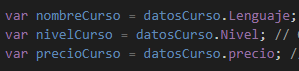 var nombreCurso = datosCurso.Lenguaje;
var nivelCurso = datosCurso.Nivel; //
var precioCurso = datosCurso.precio; /